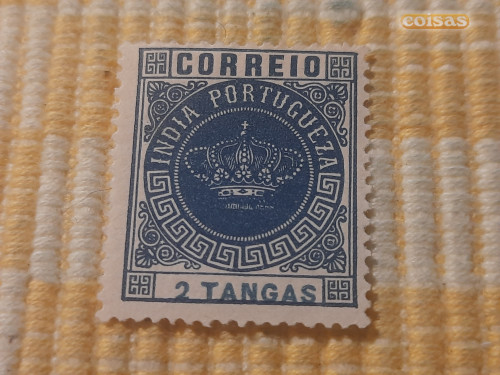 coisas
CORREIO
INDIA PORTUGUEZA
2 TANGAS